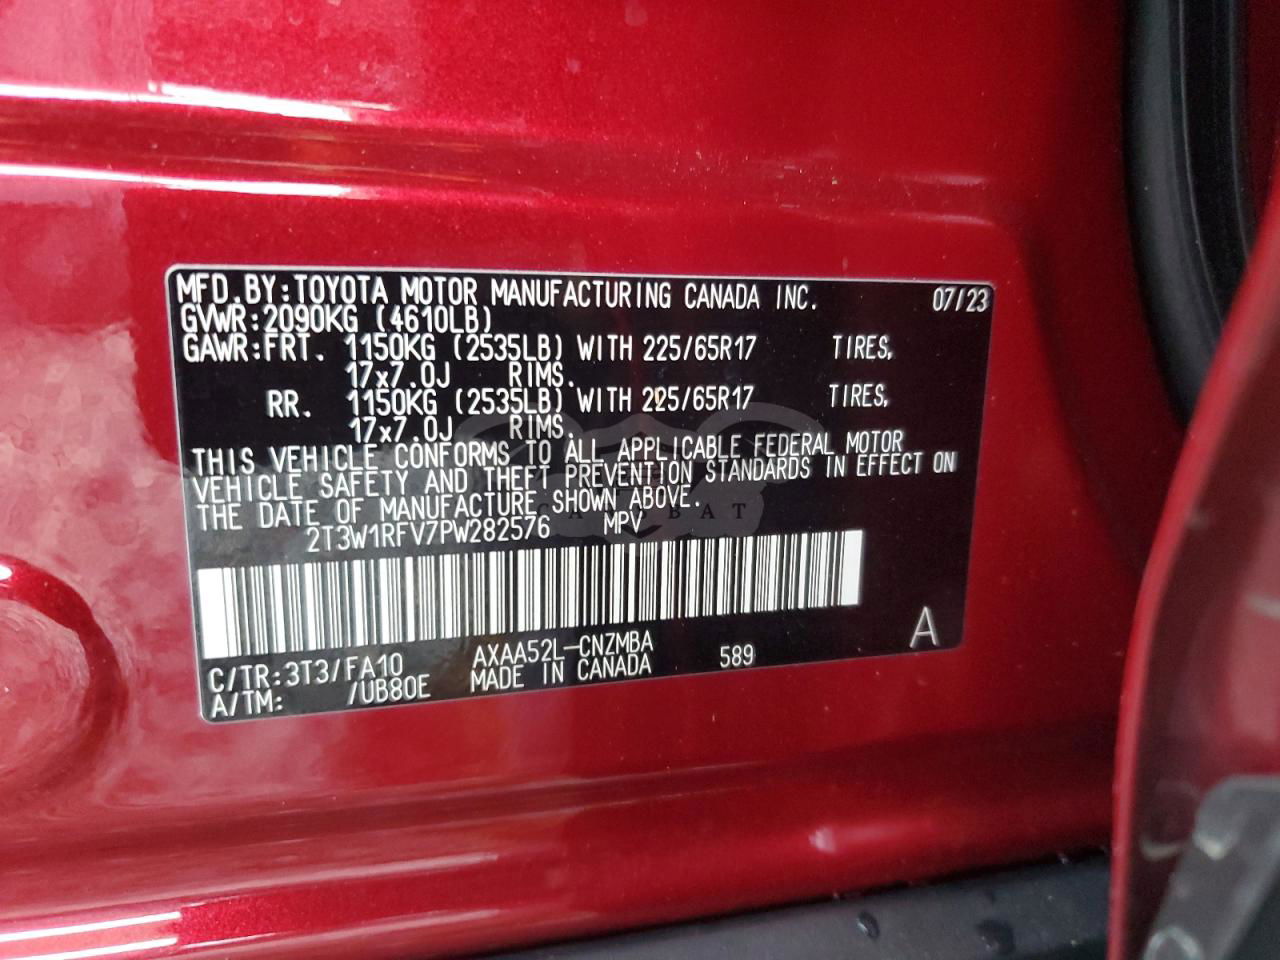 MFD.BY:TOYOTA MOTOR MANUFACTURING CANADA INC. 07/23
GVWR:2090KG (4610LB)
GAWR:FRT. 1150KG (2535LB) WITH 225/65R17 TIRES,
17x7.0J RIMS.
RR. 1150KG (2535LB) WITH 225/65R17 TIRES,
17x7.0J RIMS.
THIS VEHICLE CONFORMS TO ALL APPLICABLE FEDERAL MOTOR
VEHICLE SAFETY AND THEFT PREVENTION STANDARDS IN EFFECT ON
THE DATE OF MANUFACTURE SHOWN ABOVE.
2T3W1RFV7PW282576 MPV
A
C/TR:3T3/FA10 AXAA52L-CNZMBA 589
A/TM: /UB80E MADE IN CANADA